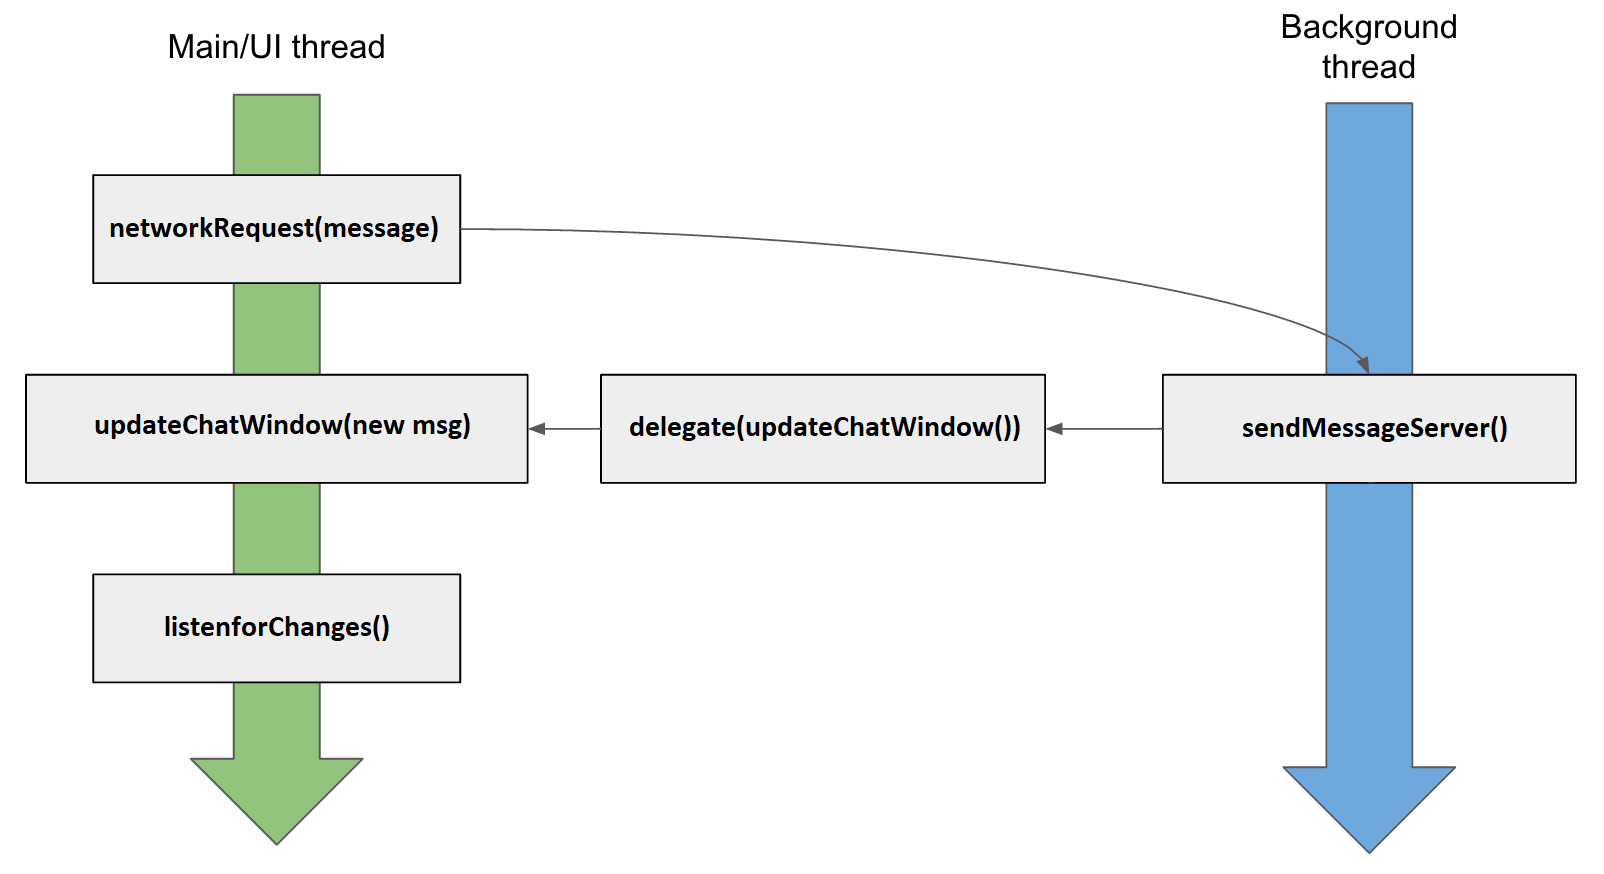 Main/UI thread
Background
thread
networkRequest(message)
updateChatWindow(new msg)
delegate(updateChatWindow())
sendMessageServer()
listenforChanges()